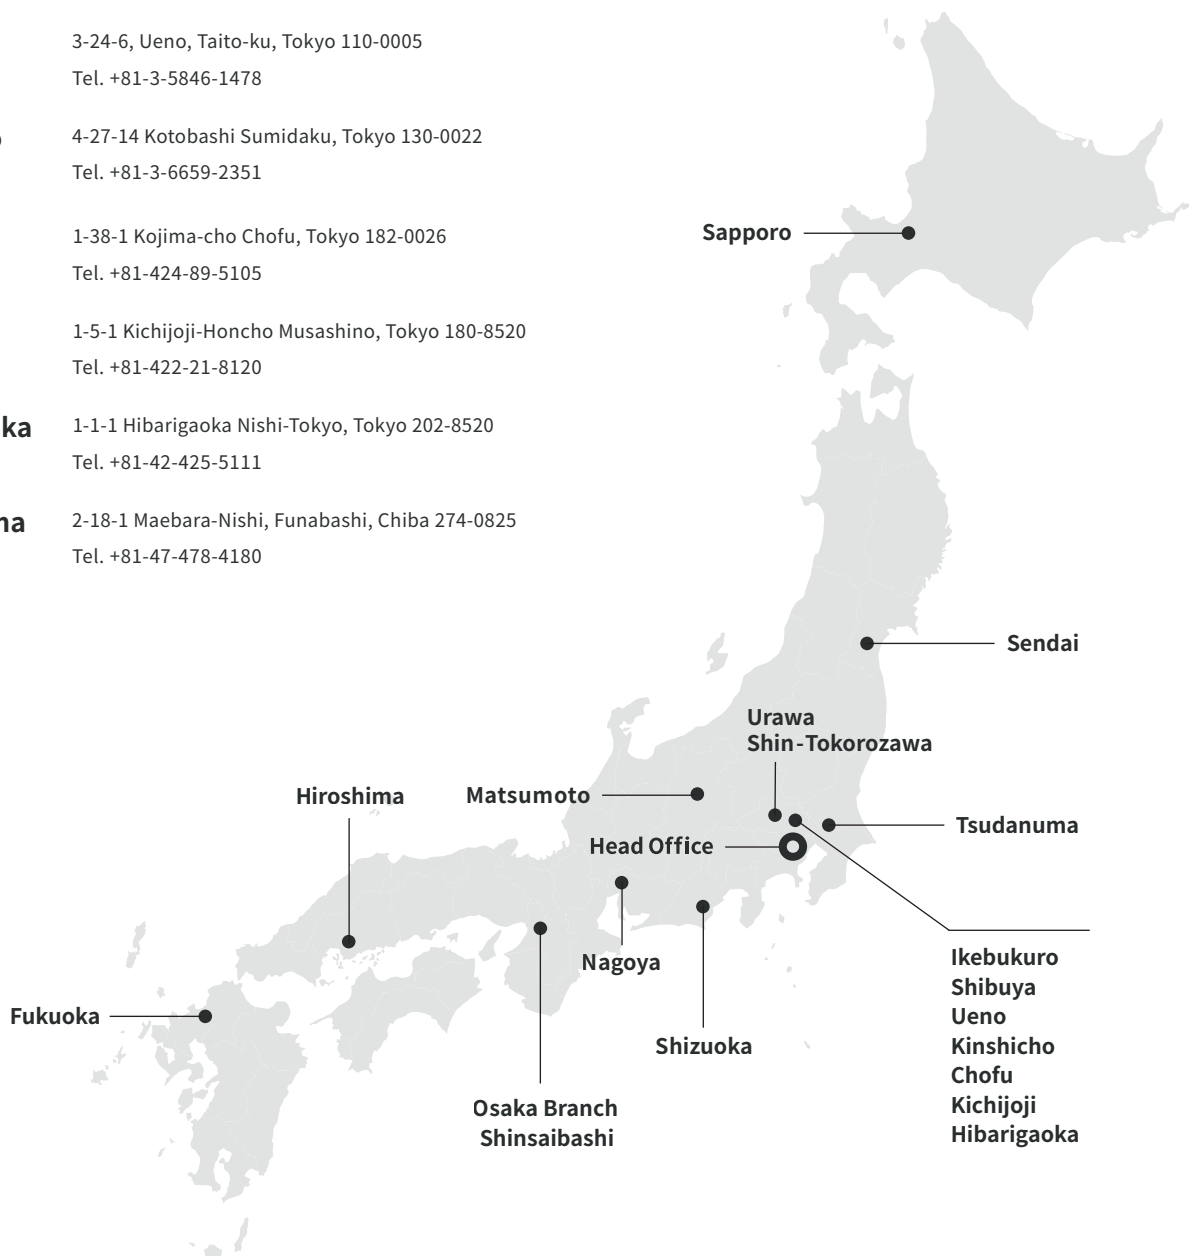 3-24-6, Ueno, Taito-ku, Tokyo 110-0005
Tel. +81-3-5846-1478
4-27-14 Kotobashi Sumidaku, Tokyo 130-0022
Tel. +81-3-6659-2351
1-38-1 Kojima-cho Chofu, Tokyo 182-0026
Tel. +81-424-89-5105
1-5-1 Kichijoji-Honcho Musashino, Tokyo 180-8520
Tel. +81-422-21-8120
ka 1-1-1 Hibarigaoka Nishi-Tokyo, Tokyo 202-8520
Tel. +81-42-425-5111
na 2-18-1 Maebara-Nishi, Funabashi, Chiba 274-0825
Tel. +81-47-478-4180
Sapporo
Sendai
Urawa
Shin-Tokorozawa
Hiroshima
Matsumoto
Tsudanuma
Head Office
Nagoya
Fukuoka
Shizuoka
Osaka Branch
Shinsaibashi
Ikebukuro
Shibuya
Ueno
Kinshicho
Chofu
Kichijoji
Hibarigaoka